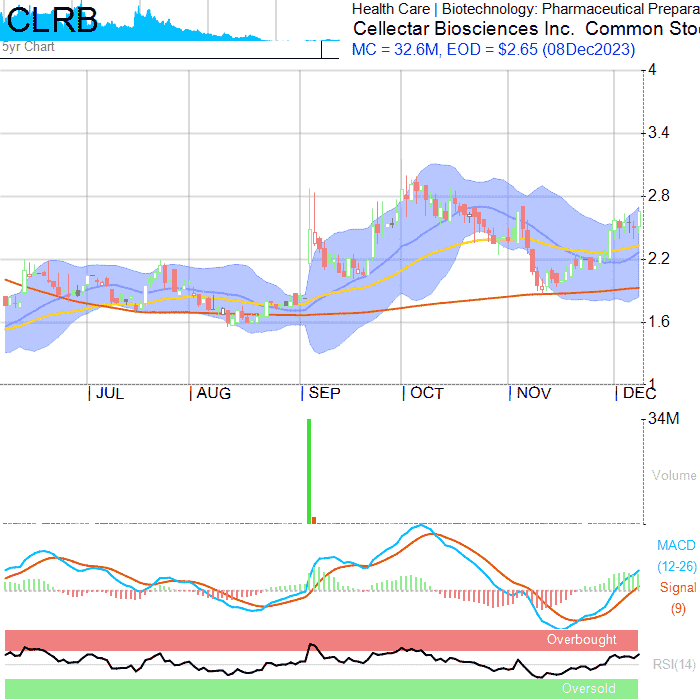 CLRB
Health Care | Biotechnology: Pharmaceutical Prepara
Cellectar Biosciences Inc. Common Sto
MC = 32.6M, EOD = $2.65 (08Dec2023)
5yr Chart
4
3.4
2.8
2.2
1.6
1
| JUL
| AUG
| SEP
| OCT
| NOV
| DEC
34M
Volume
MACD
(12-26)
Signal
(9)
Overbought
RSI(14)
Oversold